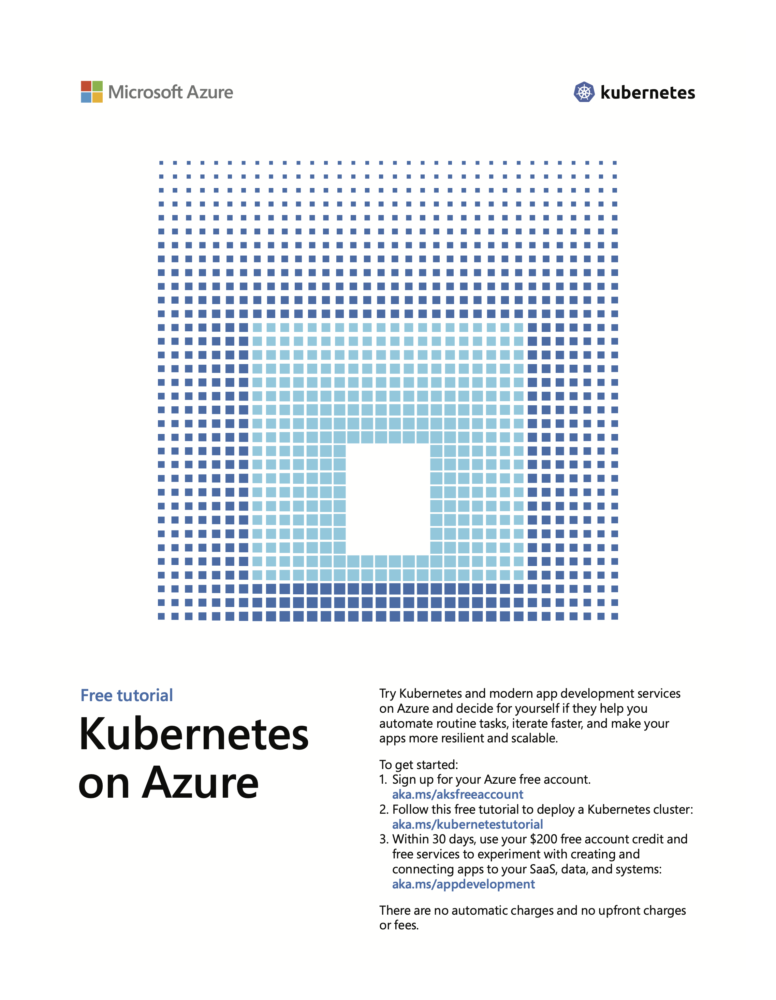 Microsoft Azure
kubernetes
Free tutorial
Kubernetes
on Azure
Try Kubernetes and modern app development services
on Azure and decide for yourself if they help you
automate routine tasks, iterate faster, and make your
apps more resilient and scalable.
To get started:
1. Sign up for your Azure free account.
aka.ms/aksfreeaccount
2. Follow this free tutorial to deploy a Kubernetes cluster:
aka.ms/kubernetestutorial
3. Within 30 days, use your $200 free account credit and
free services to experiment with creating and
connecting apps to your SaaS, data, and systems:
aka.ms/appdevelopment
There are no automatic charges and no upfront charges
or fees.